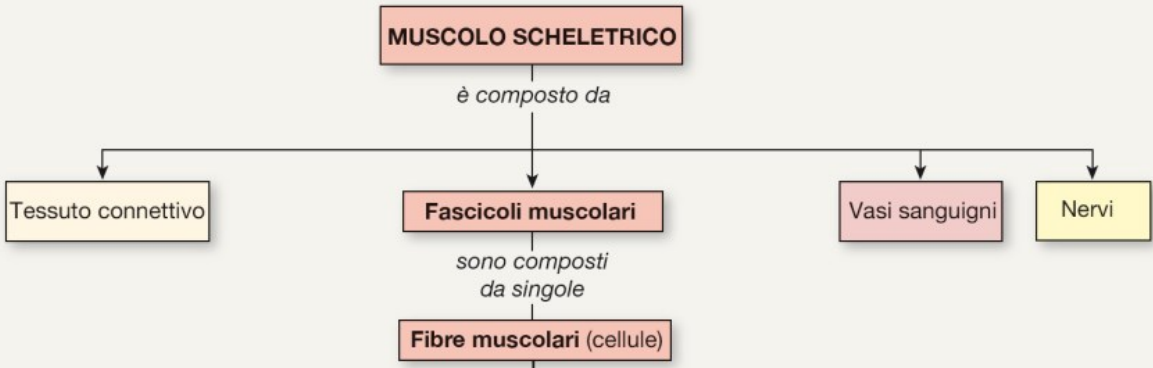 MUSCOLO SCHELETRICO
è composto da
Tessuto connettivo
Fascicoli muscolari
Vasi sanguigni
Nervi
sono composti
da singole
Fibre muscolari (cellule)